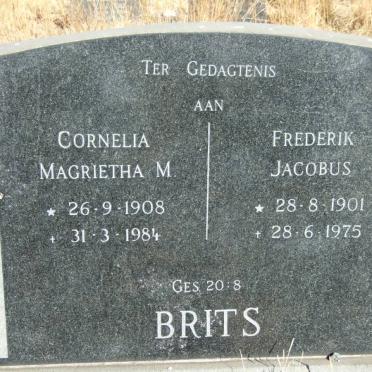 TER GEDAGTENIS
AAN
CORNELIA
MAGRIETHA M
★ 26·9·1908
+ 31·3·1984
FREDERIK
JACOBUS
★ 28·8·1901
+ 28·6·1975
GES 20:8
BRITS